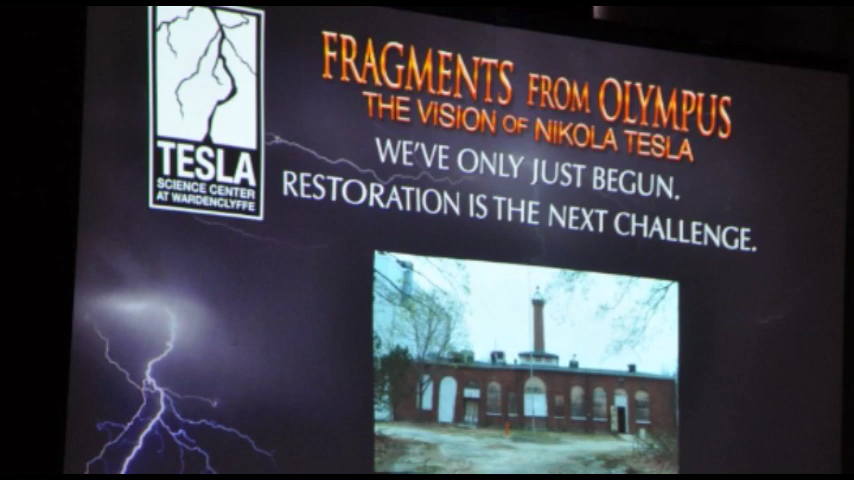 TESLA
SCIENCE CENTER
AT WARDENCLYFFE
FRAGMENTS FROM OLYMPUS
THE VISION OF NIKOLA TESLA
WE'VE ONLY JUST BEGUN.
RESTORATION IS THE NEXT CHALLENGE.